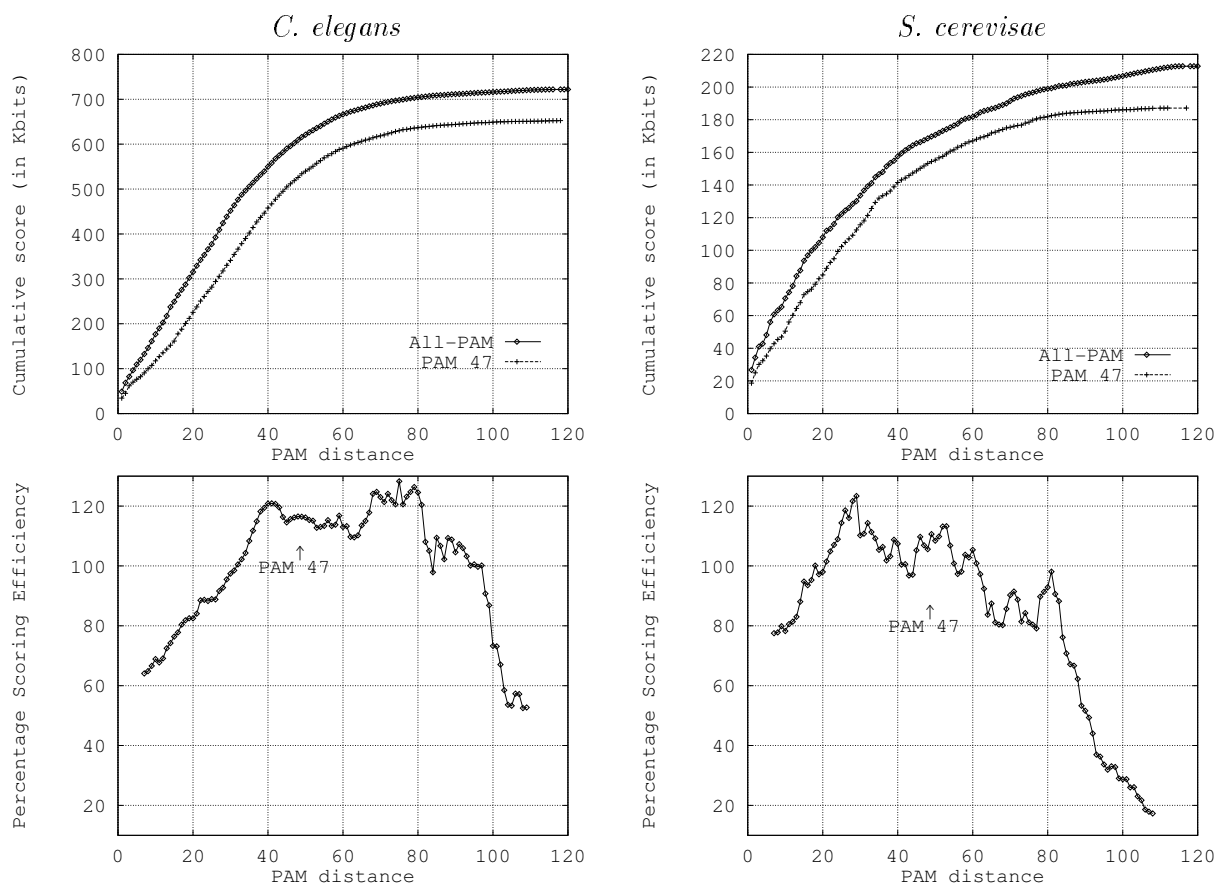 C. elegans
S. cerevisae
800
700
600
500
400
300
200
100
0
Cumulative score (in Kbits)
All-PAM
PAM 47
0 20 40 60 80 100 120
PAM distance
220
200
180
160
140
120
100
80
60
40
20
0
Cumulative score (in Kbits)
All-PAM
PAM 47
0 20 40 60 80 100 120
PAM distance
120
100
80
60
40
20
Percentage Scoring Efficiency
↑
PAM 47
0 20 40 60 80 100 120
PAM distance
120
100
80
60
40
20
Percentage Scoring Efficiency
↑
PAM 47
0 20 40 60 80 100 120
PAM distance